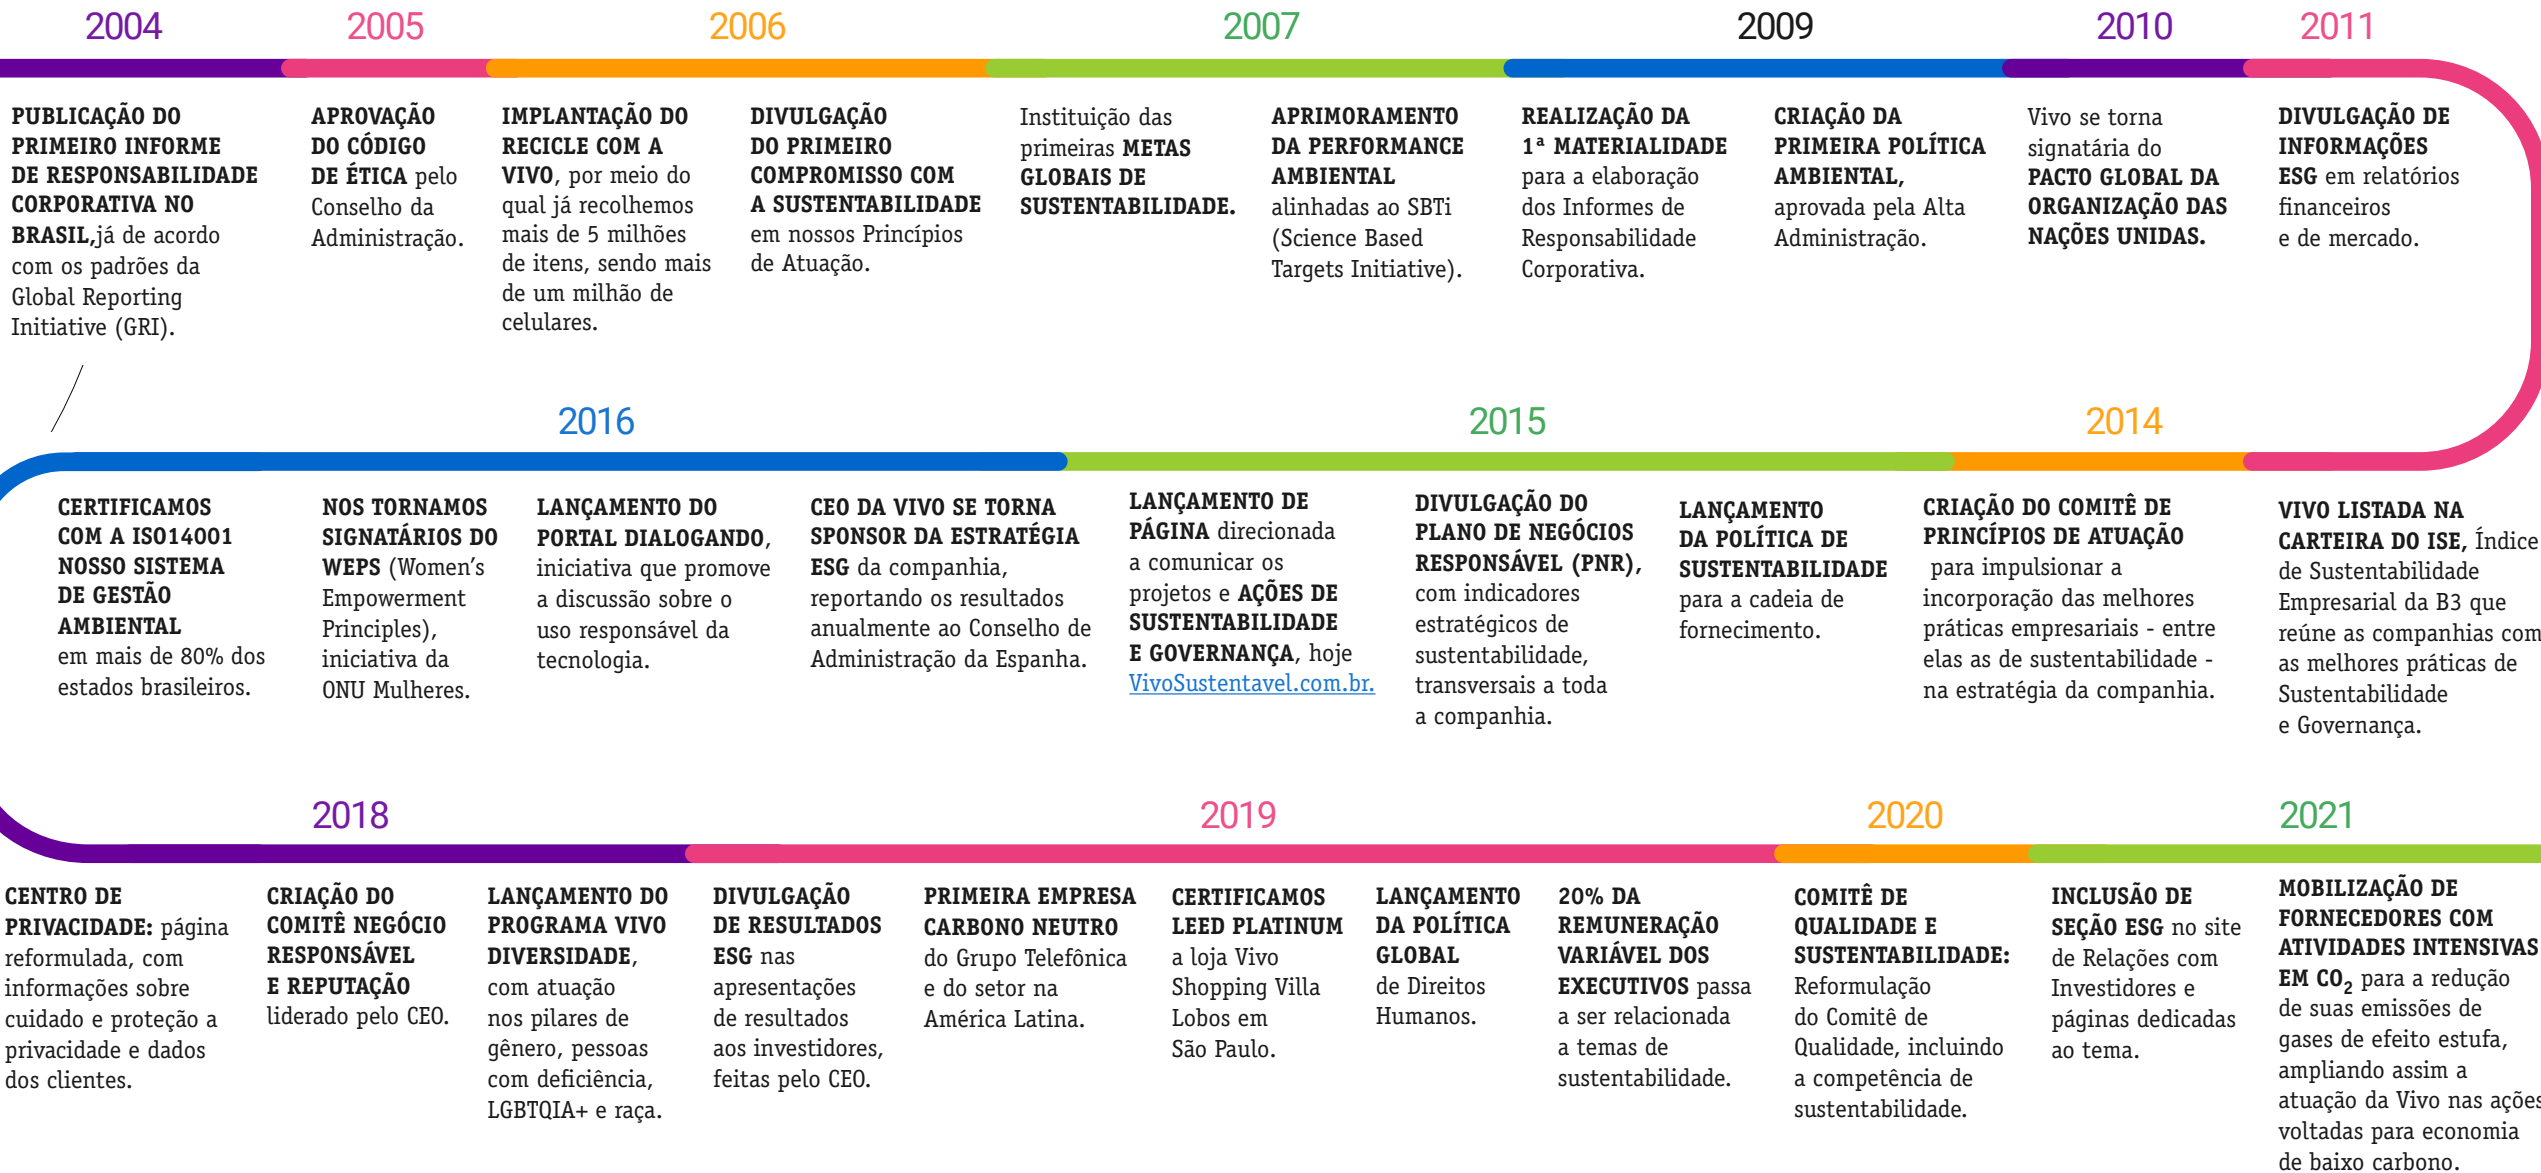 2004
PUBLICAÇÃO DO
PRIMEIRO INFORME
DE RESPONSABILIDADE
CORPORATIVA NO
BRASIL,já de acordo
com os padrões da
Global Reporting
Initiative (GRI).
2005
APROVAÇÃO
DO CÓDIGO
DE ÉTICA pelo
Conselho da
Administração.
2006
IMPLANTAÇÃO DO
RECICLE COM A
VIVO, por meio do
qual já recolhemos
mais de 5 milhões
de itens, sendo mais
de um milhão de
celulares.
DIVULGAÇÃO
DO PRIMEIRO
COMPROMISSO COM
A SUSTENTABILIDADE
em nossos Princípios
de Atuação.
2007
Instituição das
primeiras METAS
GLOBAIS DE
SUSTENTABILIDADE.
APRIMORAMENTO
DA PERFORMANCE
AMBIENTAL
alinhadas ao SBTi
(Science Based
Targets Initiative).
2009
REALIZAÇÃO DA
1ª MATERIALIDADE
para a elaboração
dos Informes de
Responsabilidade
Corporativa.
CRIAÇÃO DA
PRIMEIRA POLÍTICA
AMBIENTAL,
aprovada pela Alta
Administração.
2010
Vivo se torna
signatária do
PACTO GLOBAL DA
ORGANIZAÇÃO DAS
NAÇÕES UNIDAS.
2011
DIVULGAÇÃO DE
INFORMAÇÕES
ESG em relatórios
financeiros
e de mercado.
2016
CERTIFICAMOS
COM A ISO14001
NOSSO SISTEMA
DE GESTÃO
AMBIENTAL
em mais de 80% dos
estados brasileiros.
NOS TORNAMOS
SIGNATÁRIOS DO
WEPS (Women's
Empowerment
Principles),
iniciativa da
ONU Mulheres.
LANÇAMENTO DO
PORTAL DIALOGANDO,
iniciativa que promove
a discussão sobre o
uso responsável da
tecnologia.
CEO DA VIVO SE TORNA
SPONSOR DA ESTRATÉGIA
ESG da companhia,
reportando os resultados
anualmente ao Conselho de
Administração da Espanha.
2015
LANÇAMENTO DE
PÁGINA direcionada
a comunicar os
projetos e AÇÕES DE
SUSTENTABILIDADE
E GOVERNANÇA, hoje
VivoSustentavel.com.br.
DIVULGAÇÃO DO
PLANO DE NEGÓCIOS
RESPONSÁVEL (PNR),
com indicadores
estratégicos de
sustentabilidade,
transversais a toda
a companhia.
LANÇAMENTO
DA POLÍTICA DE
SUSTENTABILIDADE
para a cadeia de
fornecimento.
2014
CRIAÇÃO DO COMITÊ DE
PRINCÍPIOS DE ATUAÇÃO
para impulsionar a
incorporação das melhores
práticas empresariais - entre
elas as de sustentabilidade -
na estratégia da companhia.
VIVO LISTADA NA
CARTEIRA DO ISE, Índice
de Sustentabilidade
Empresarial da B3 que
reúne as companhias com
as melhores práticas de
Sustentabilidade
e Governança.
2018
CENTRO DE
PRIVACIDADE: página
reformulada, com
informações sobre
cuidado e proteção a
privacidade e dados
dos clientes.
CRIAÇÃO DO
COMITÊ NEGÓCIO
RESPONSÁVEL
E REPUTAÇÃO
liderado pelo CEO.
LANÇAMENTO DO
PROGRAMA VIVO
DIVERSIDADE,
com atuação
nos pilares de
gênero, pessoas
com deficiência,
LGBTQIA+ e raça.
2019
DIVULGAÇÃO
DE RESULTADOS
ESG nas
apresentações
de resultados
aos investidores,
feitas pelo CEO.
PRIMEIRA EMPRESA
CARBONO NEUTRO
do Grupo Telefônica
e do setor na
América Latina.
CERTIFICAMOS
LEED PLATINUM
a loja Vivo
Shopping Villa
Lobos em
São Paulo.
LANÇAMENTO
DA POLÍTICA
GLOBAL
de Direitos
Humanos.
20% DA
REMUNERAÇÃO
VARIÁVEL DOS
EXECUTIVOS passa
a ser relacionada
a temas de
sustentabilidade.
2020
COMITÊ DE
QUALIDADE E
SUSTENTABILIDADE:
Reformulação
do Comitê de
Qualidade, incluindo
a competência de
sustentabilidade.
2021
INCLUSÃO DE
SEÇÃO ESG no site
de Relações com
Investidores e
páginas dedicadas
ao tema.
MOBILIZAÇÃO DE
FORNECEDORES COM
ATIVIDADES INTENSIVAS
EM CO₂ para a redução
de suas emissões de
gases de efeito estufa,
ampliando assim a
atuação da Vivo nas ações
voltadas para economia
de baixo carbono.